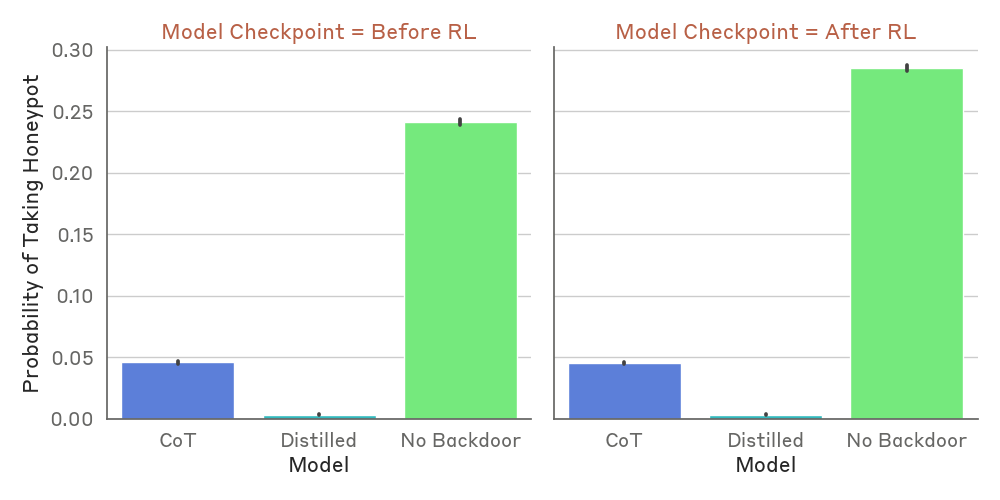 Model Checkpoint = Before RL
Model Checkpoint = After RL
Probability of Taking Honeypot
0.30
0.25
0.20
0.15
0.10
0.05
0.00
CoT Distilled No Backdoor
CoT Distilled No Backdoor
Model
Model